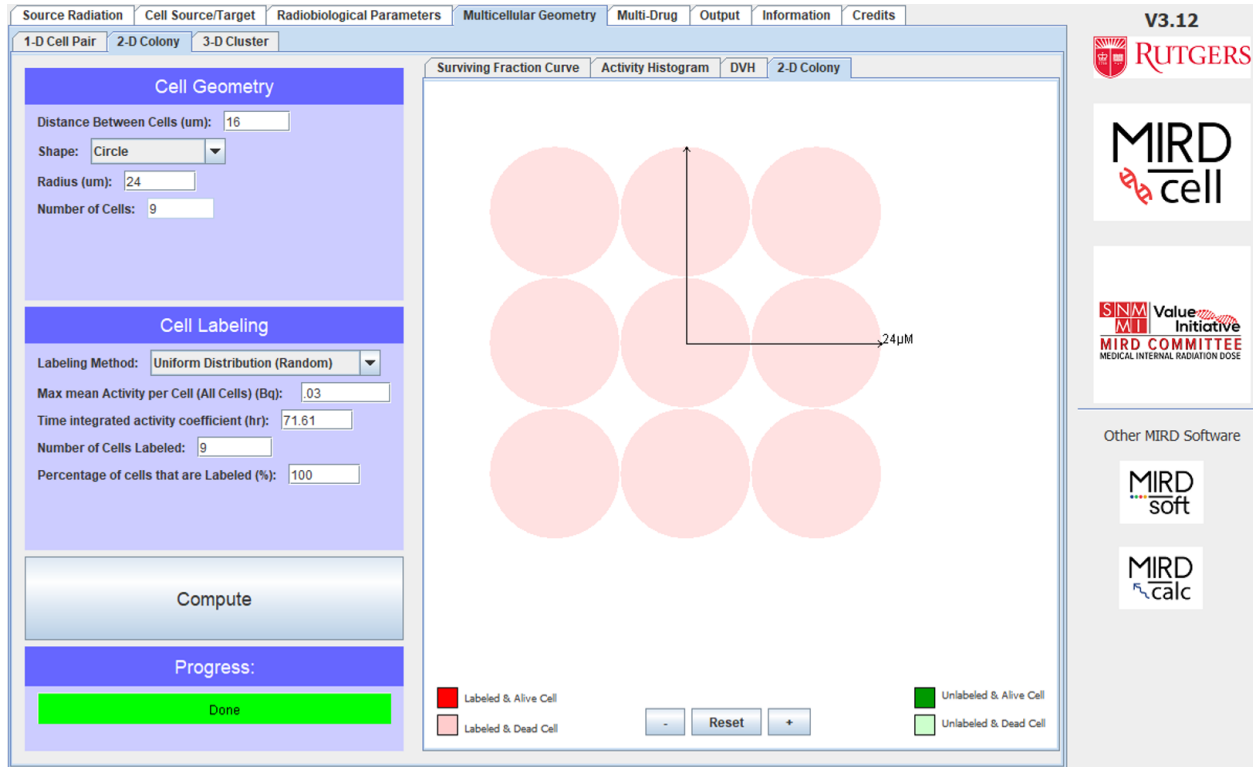 Source Radiation Cell Source/Target Radiobiological Parameters Multicellular Geometry Multi-Drug Output Information Credits
1-D Cell Pair 2-D Colony 3-D Cluster
Cell Geometry
Distance Between Cells (um): 16
Shape: Circle
Radius (um): 24
Number of Cells: 9
Cell Labeling
Labeling Method: Uniform Distribution (Random)
Max mean Activity per Cell (All Cells) (Bq): .03
Time integrated activity coefficient (hr): 71.61
Number of Cells Labeled: 9
Percentage of cells that are Labeled (%): 100
Compute
Progress:
Done
Surviving Fraction Curve Activity Histogram DVH 2-D Colony
24μM
Labeled & Alive Cell
Labeled & Dead Cell
- Reset +
Unlabeled & Alive Cell
Unlabeled & Dead Cell
V3.12
RUTGERS
MIRD
cell
SNM
MI
Value
Initiative
MIRD COMMITTEE
MEDICAL INTERNAL RADIATION DOSE
Other MIRD Software
MIRD
soft
MIRD
calc